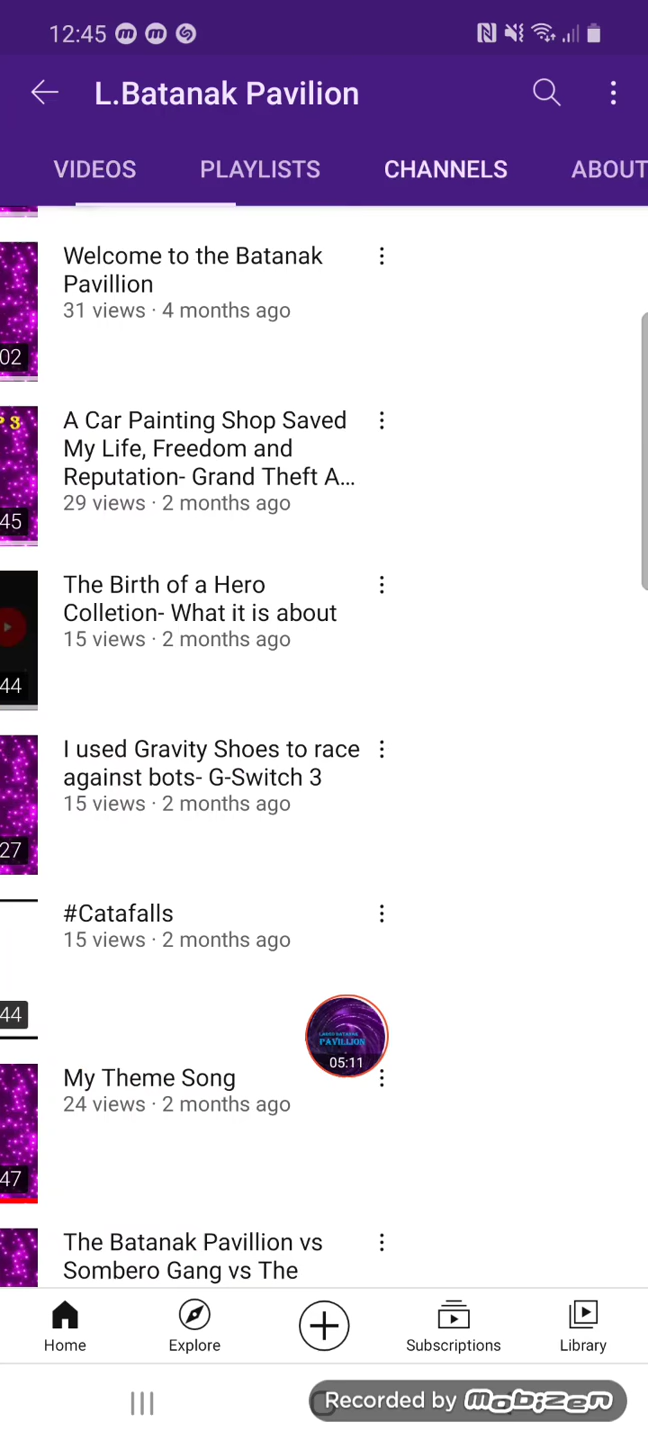 12:45
L.Batanak Pavilion
VIDEOS PLAYLISTS CHANNELS ABOUT
Welcome to the Batanak
Pavillion
31 views · 4 months ago
02
P 3
A Car Painting Shop Saved
My Life, Freedom and
Reputation- Grand Theft A...
29 views · 2 months ago
45
The Birth of a Hero
Colletion- What it is about
15 views · 2 months ago
44
I used Gravity Shoes to race
against bots- G-Switch 3
15 views · 2 months ago
27
#Catafalls
15 views · 2 months ago
44
PAVILLION
05:11
My Theme Song
24 views · 2 months ago
47
The Batanak Pavillion vs
Sombero Gang vs The
Home Explore Subscriptions Library
Recorded by mobizen